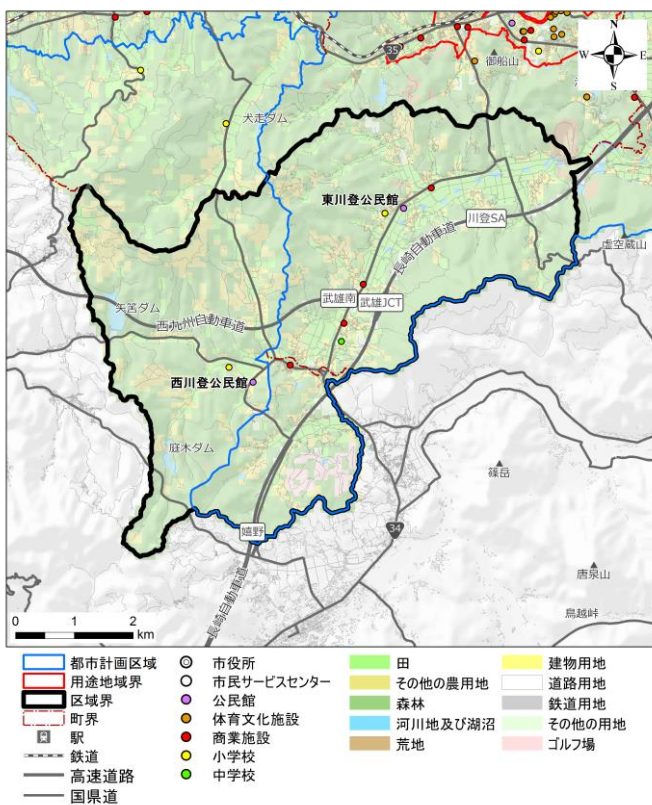 N
W E
S
35
御船山
犬走ダム
東川登公民館
川登SA
長崎自動車道
虚空蔵山
武雄南
武雄JCT
矢筈ダム
西九州自動車道
西川登公民館
庭木ダム
篠岳
嬉野
34
唐泉山
鳥越峠
長崎自動車道
0 1 2
km
都市計画区域
用途地域界
区域界
町界
駅
鉄道
高速道路
国県道
市役所
市民サービスセンター
公民館
体育文化施設
商業施設
小学校
中学校
田
その他の農用地
森林
河川地及び湖沼
荒地
建物用地
道路用地
鉄道用地
その他の用地
ゴルフ場